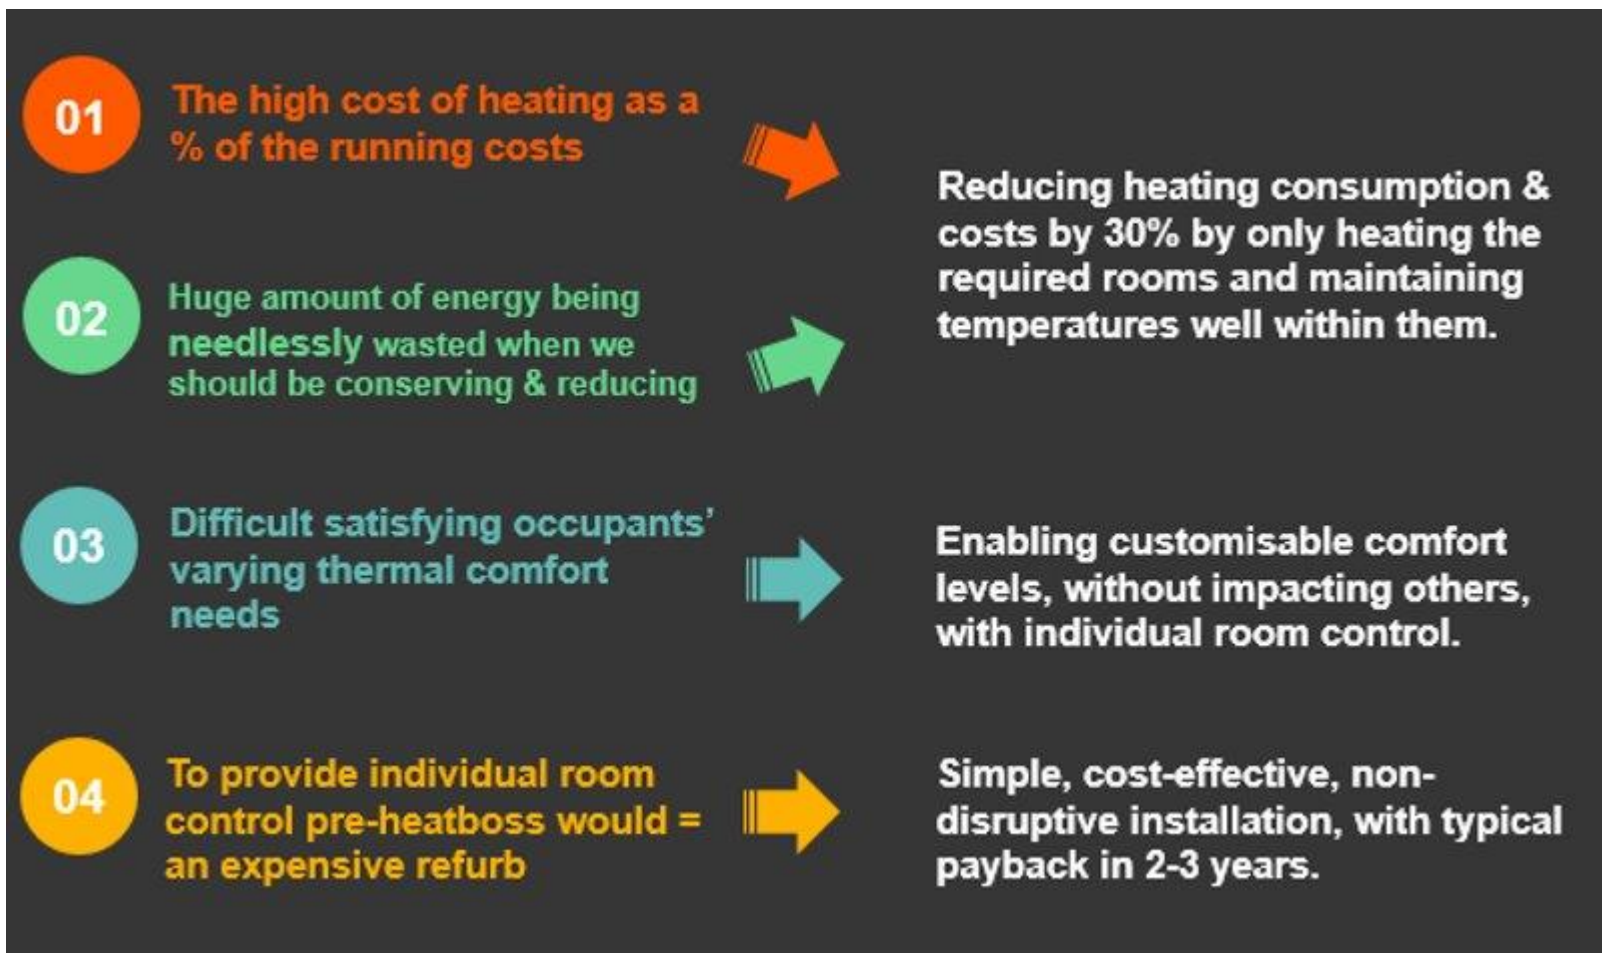 01
The high cost of heating as a
% of the running costs
02
Huge amount of energy being
needlessly wasted when we
should be conserving & reducing
Reducing heating consumption &
costs by 30% by only heating the
required rooms and maintaining
temperatures well within them.
03
Difficult satisfying occupants’
varying thermal comfort
needs
Enabling customisable comfort
levels, without impacting others,
with individual room control.
04
To provide individual room
control pre-heatboss would =
an expensive refurb
Simple, cost-effective, non-
disruptive installation, with typical
payback in 2-3 years.